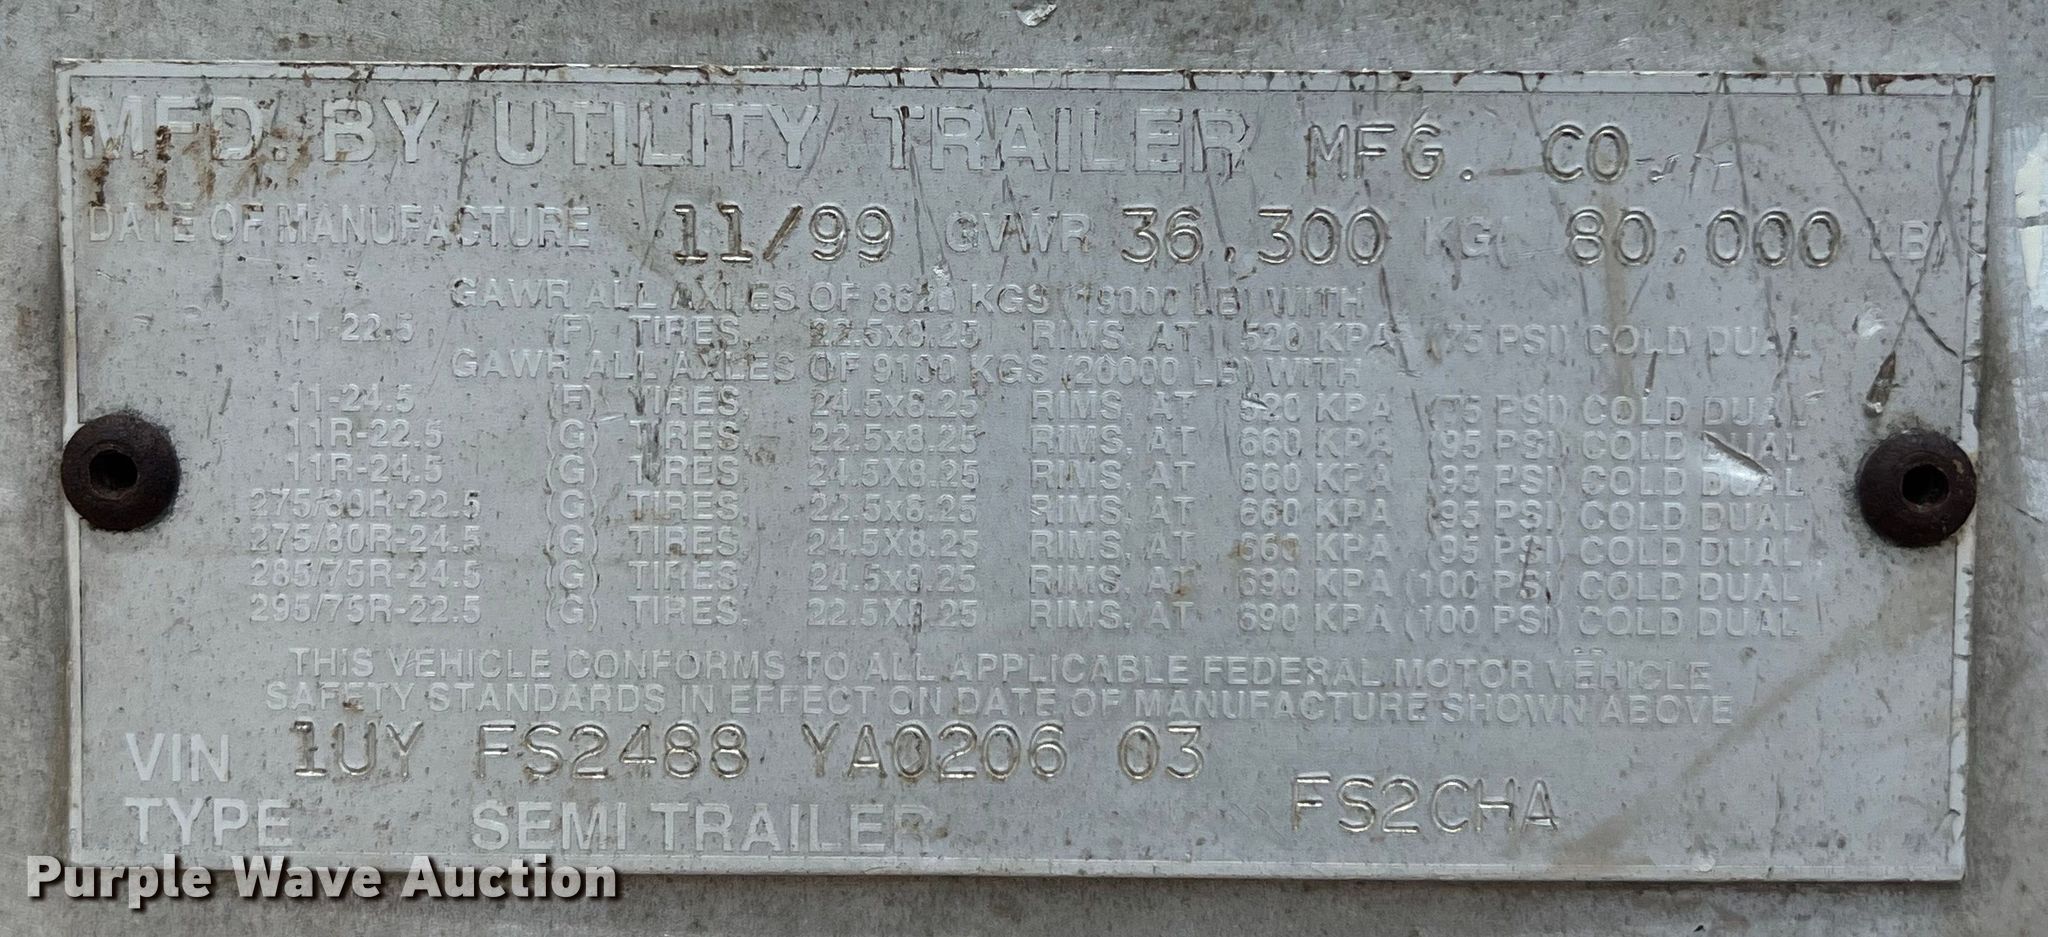 MFD. BY UTILITY TRAILER MFG. CO.
DATE OF MANUFACTURE 11/99 GVWR 36.300 KG( 80.000 LB)
GAWR ALL AXLES OF 8620 KGS (19000 LB) WITH
11-22.5 (F) TIRES, 22.5x8.25 RIMS, AT 520 KPA (75 PSI) COLD DUAL
GAWR ALL AXLES OF 9100 KGS (20000 LB) WITH
11-24.5 (F) TIRES, 24.5x8.25 RIMS, AT 520 KPA (75 PSI) COLD DUAL
11R-22.5 (G) TIRES, 22.5x8.25 RIMS, AT 660 KPA (95 PSI) COLD DUAL
11R-24.5 (G) TIRES, 24.5X8.25 RIMS, AT 660 KPA (95 PSI) COLD DUAL
275/80R-22.5 (G) TIRES, 22.5x8.25 RIMS, AT 660 KPA (95 PSI) COLD DUAL
275/80R-24.5 (G) TIRES, 24.5X8.25 RIMS, AT 660 KPA (95 PSI) COLD DUAL
285/75R-24.5 (G) TIRES, 24.5x8.25 RIMS, AT 690 KPA (100 PSI) COLD DUAL
295/75R-22.5 (G) TIRES, 22.5X8.25 RIMS, AT 690 KPA (100 PSI) COLD DUAL
THIS VEHICLE CONFORMS TO ALL APPLICABLE FEDERAL MOTOR VEHICLE
SAFETY STANDARDS IN EFFECT ON DATE OF MANUFACTURE SHOWN ABOVE
VIN 1UY FS2488 YA0206 03
TYPE SEMI TRAILER FS2CHA
Purple Wave Auction